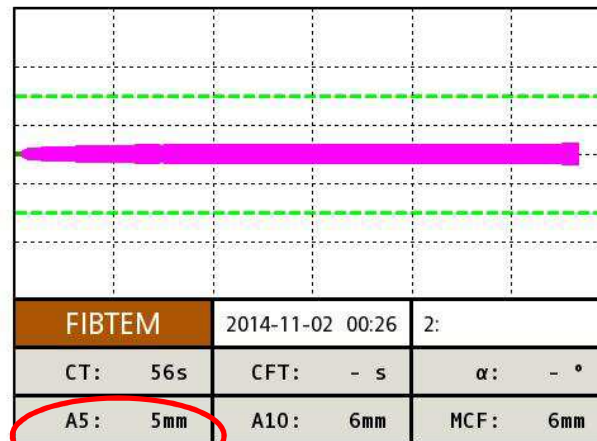 FIBTEM 2014-11-02 00:26 2:
CT: 56s CFT: - s α: - °
A5: 5mm A10: 6mm MCF: 6mm